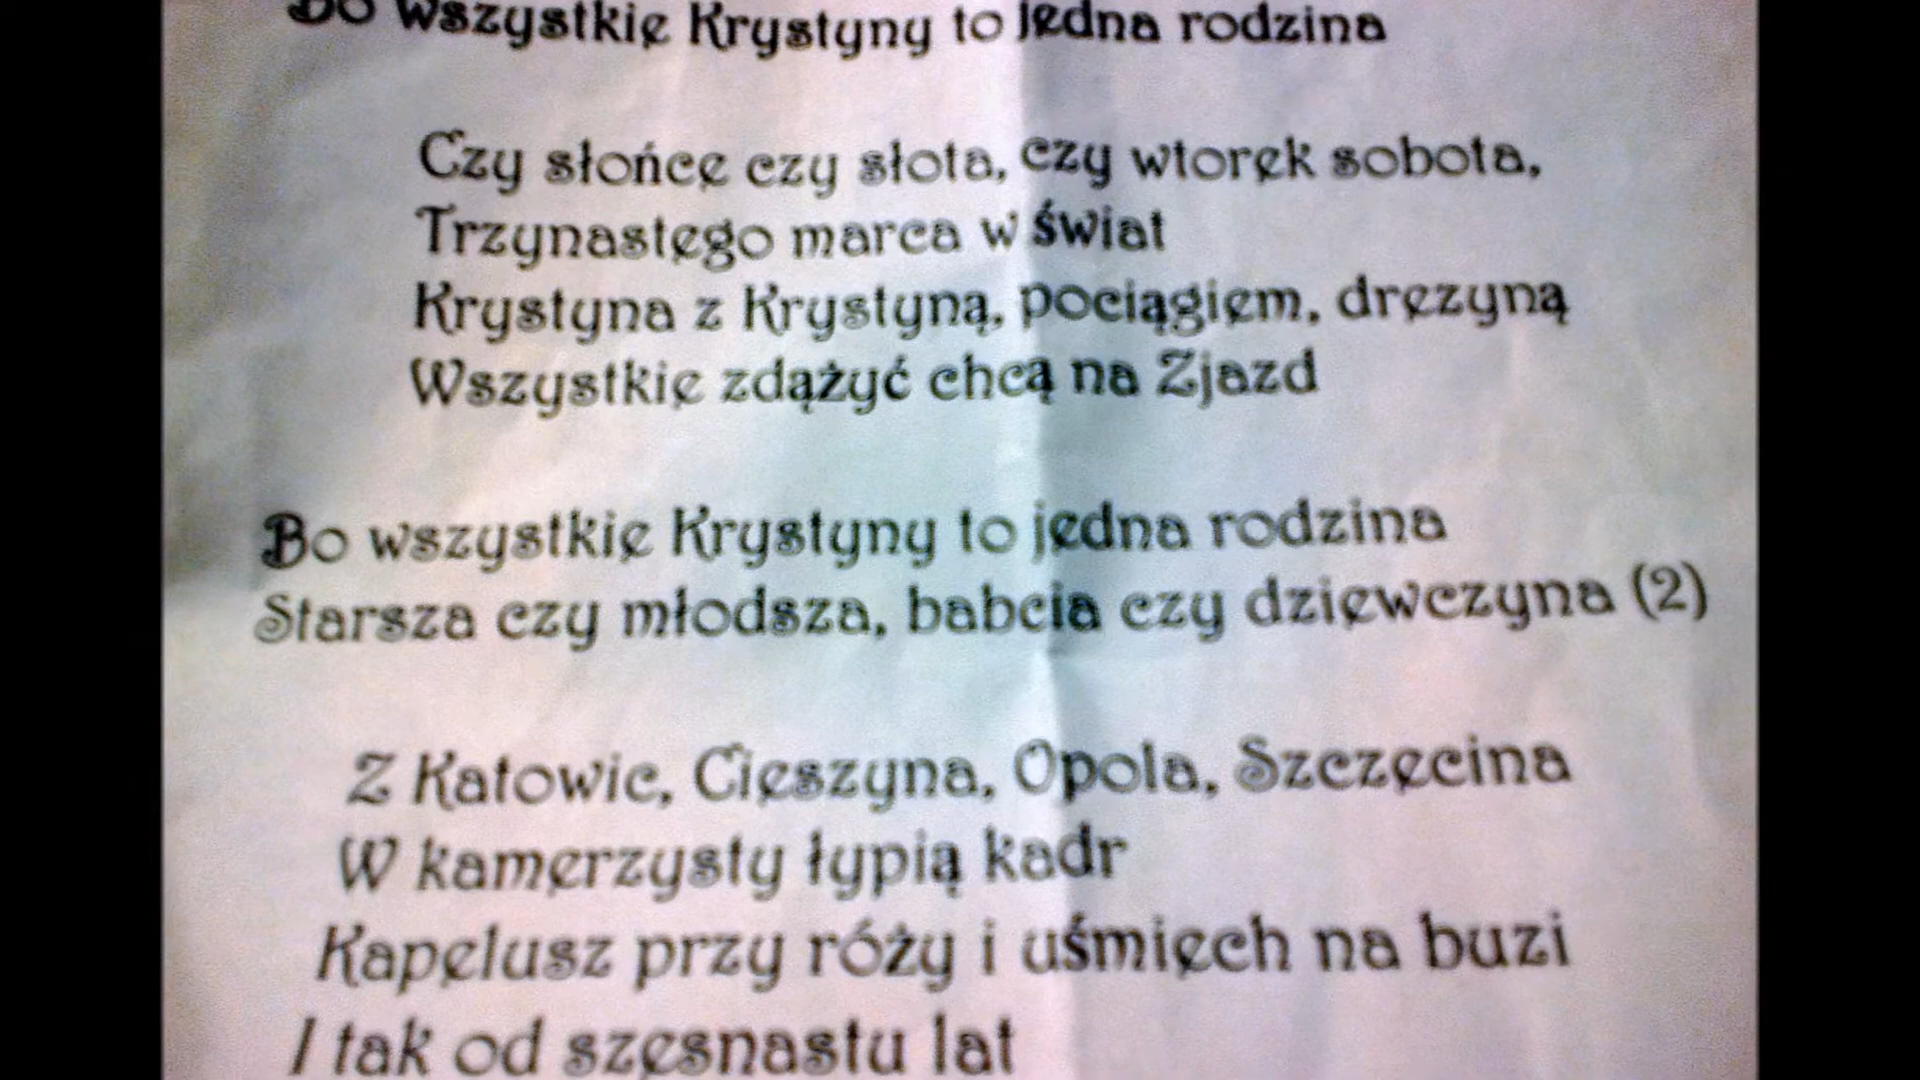 Bo wszystkie Krystyny to jedna rodzina
Czy słońce czy słota, czy wtorek sobota,
Trzynastego marca w świat
Krystyna z Krystyną, pociągiem, drezyną
Wszystkie zdążyć chcą na Zjazd
Bo wszystkie Krystyny to jedna rodzina
Starsza czy młodsza, babcia czy dziewczyna (2)
Z Katowic, Cieszyna, Opola, Szczecina
W kamerzysty łypią kadr
Kapelusz przy róży i uśmiech na buzi
I tak od szesnastu lat